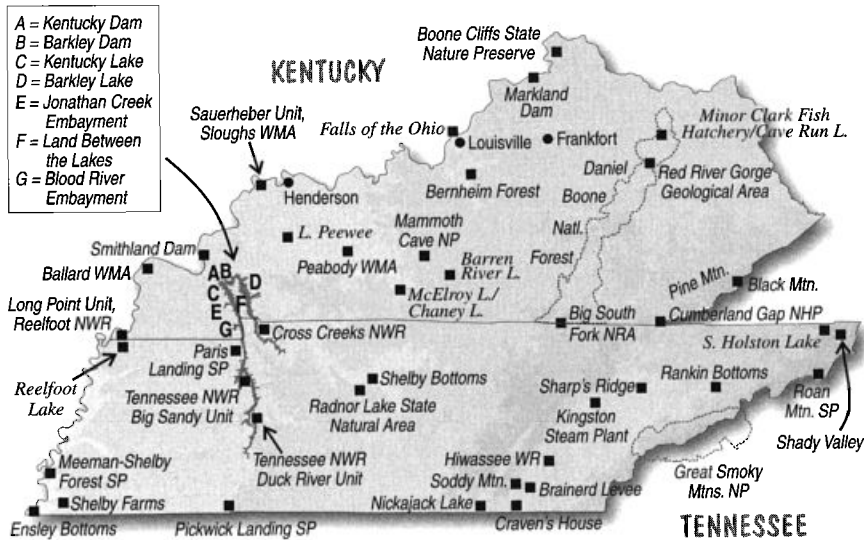 A = Kentucky Dam
B = Barkley Dam
C = Kentucky Lake
D = Barkley Lake
E = Jonathan Creek
Embayment
F = Land Between
the Lakes
G = Blood River
Embayment
KENTUCKY
Boone Cliffs State
Nature Preserve
Markland
Dam
Sauerheber Unit,
Sloughs WMA
Falls of the Ohio
Louisville
Frankfort
Minor Clark Fish
Hatchery/Cave Run L.
Henderson
Bernheim Forest
Daniel
Boone
Natl.
Forest
Red River Gorge
Geological Area
L. Peewee
Mammoth
Cave NP
Smithland Dam
Peabody WMA
Barren
River L.
Ballard WMA
A B
C
D
E
F
G
McElroy L./
Chaney L.
Pine Mtn.
Black Mtn.
Long Point Unit,
Reelfoot NWR
Cross Creeks NWR
Big South
Fork NRA
Cumberland Gap NHP
S. Holston Lake
Paris
Landing SP
Reelfoot
Lake
Tennessee NWR
Big Sandy Unit
Shelby Bottoms
Radnor Lake State
Natural Area
Sharp's Ridge
Rankin Bottoms
Kingston
Steam Plant
Roan
Mtn. SP
Shady Valley
Meeman-Shelby
Forest SP
Tennessee NWR
Duck River Unit
Hiwassee WR
Soddy Mtn.
Great Smoky
Mtns. NP
Shelby Farms
Brainerd Levee
Nickajack Lake
Ensley Bottoms
Pickwick Landing SP
Craven's House
TENNESSEE